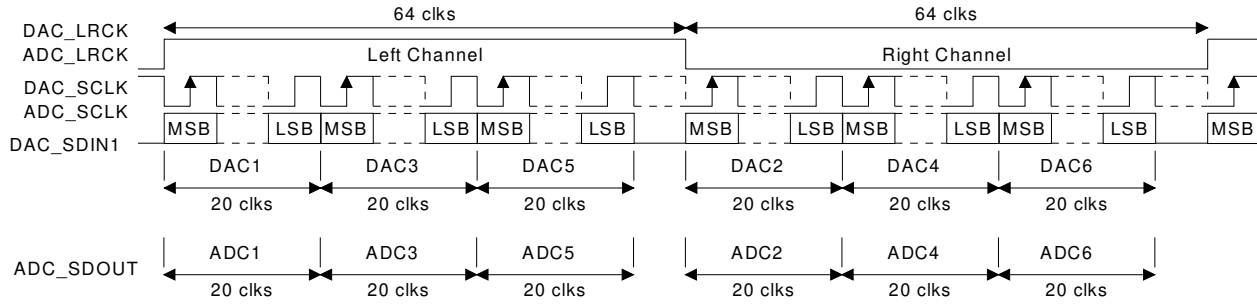 64 clks 64 clks
DAC_LRCK
ADC_LRCK Left Channel Right Channel
DAC_SCLK
ADC_SCLK
MSB LSB MSB LSB MSB LSB MSB LSB MSB LSB MSB LSB MSB
DAC_SDIN1
DAC1 DAC3 DAC5 DAC2 DAC4 DAC6
20 clks 20 clks 20 clks 20 clks 20 clks 20 clks
ADC1 ADC3 ADC5 ADC2 ADC4 ADC6
ADC_SDOUT
20 clks 20 clks 20 clks 20 clks 20 clks 20 clks